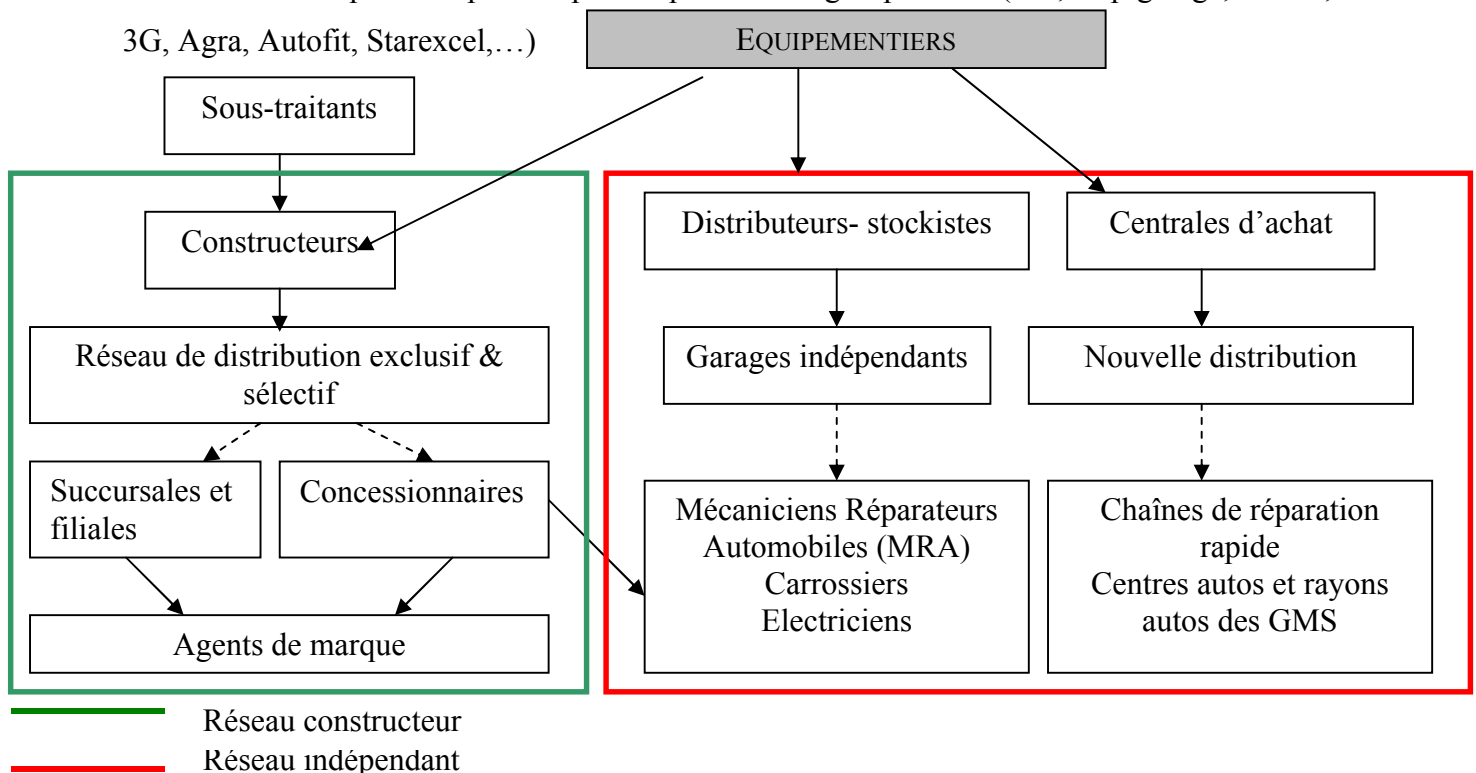 3G, Agra, Autofit, Starexcel,…)
EQUIPEMENTIERS
Sous-traitants
Constructeurs
Distributeurs- stockistes
Centrales d’achat
Réseau de distribution exclusif &
sélectif
Garages indépendants
Nouvelle distribution
Succursales et
filiales
Concessionnaires
Mécaniciens Réparateurs
Automobiles (MRA)
Carrossiers
Electriciens
Chaînes de réparation
rapide
Centres autos et rayons
autos des GMS
Agents de marque
Réseau constructeur
Réseau indépendant